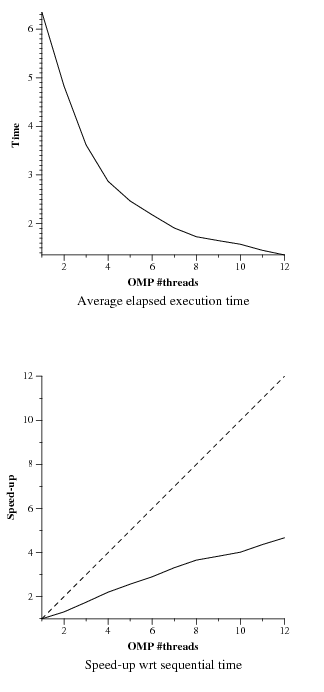 6
5
4
3
2
Time
2 4 6 8 10 12
OMP #threads
Average elapsed execution time
12
10
8
6
4
2
Speed-up
2 4 6 8 10 12
OMP #threads
Speed-up wrt sequential time